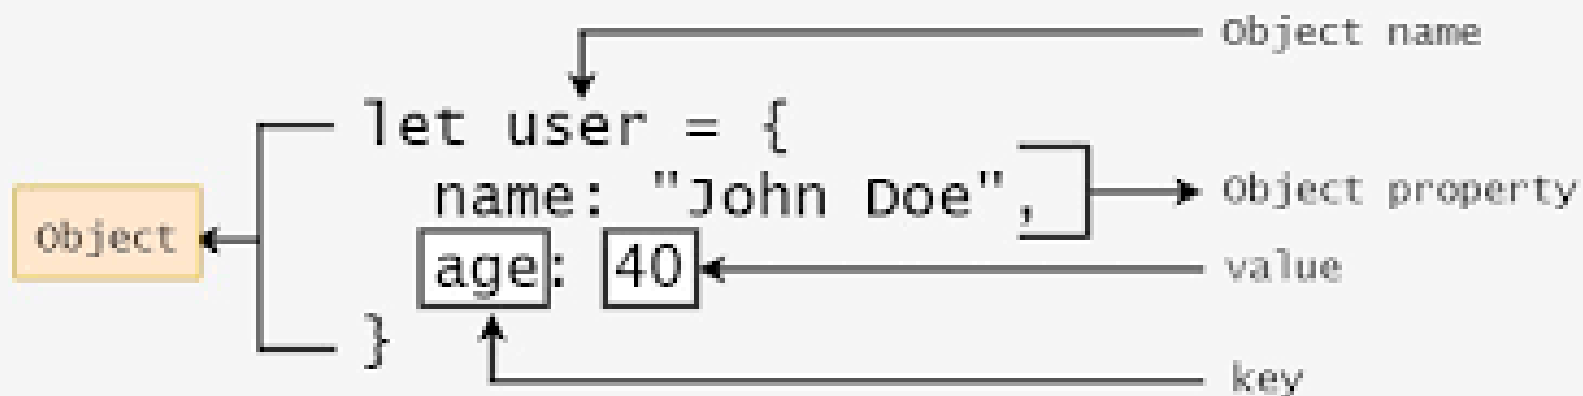 Object name
let user = {
name: "John Doe",
Object property
Object
age: 40
value
}
key